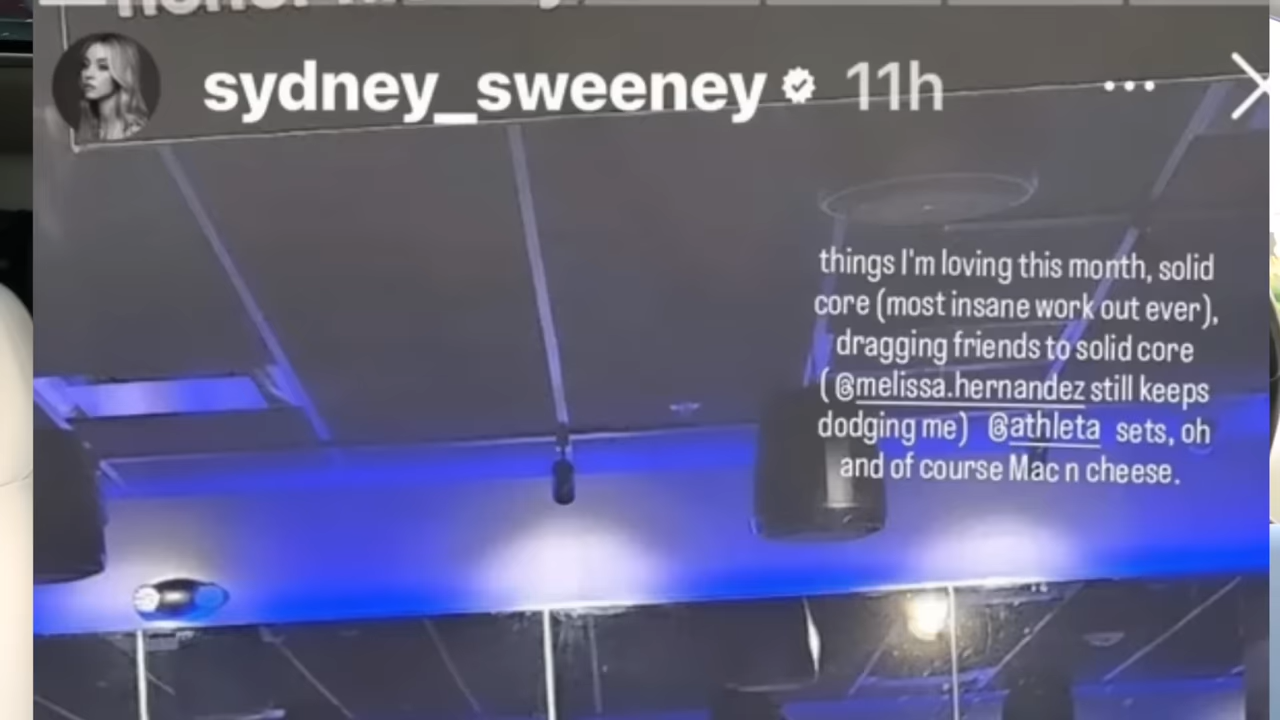 sydney_sweeney 11h
things I'm loving this month, solid
core (most insane work out ever),
dragging friends to solid core
( @melissa.hernandez still keeps
dodging me) @athleta sets, oh
and of course Mac n cheese.